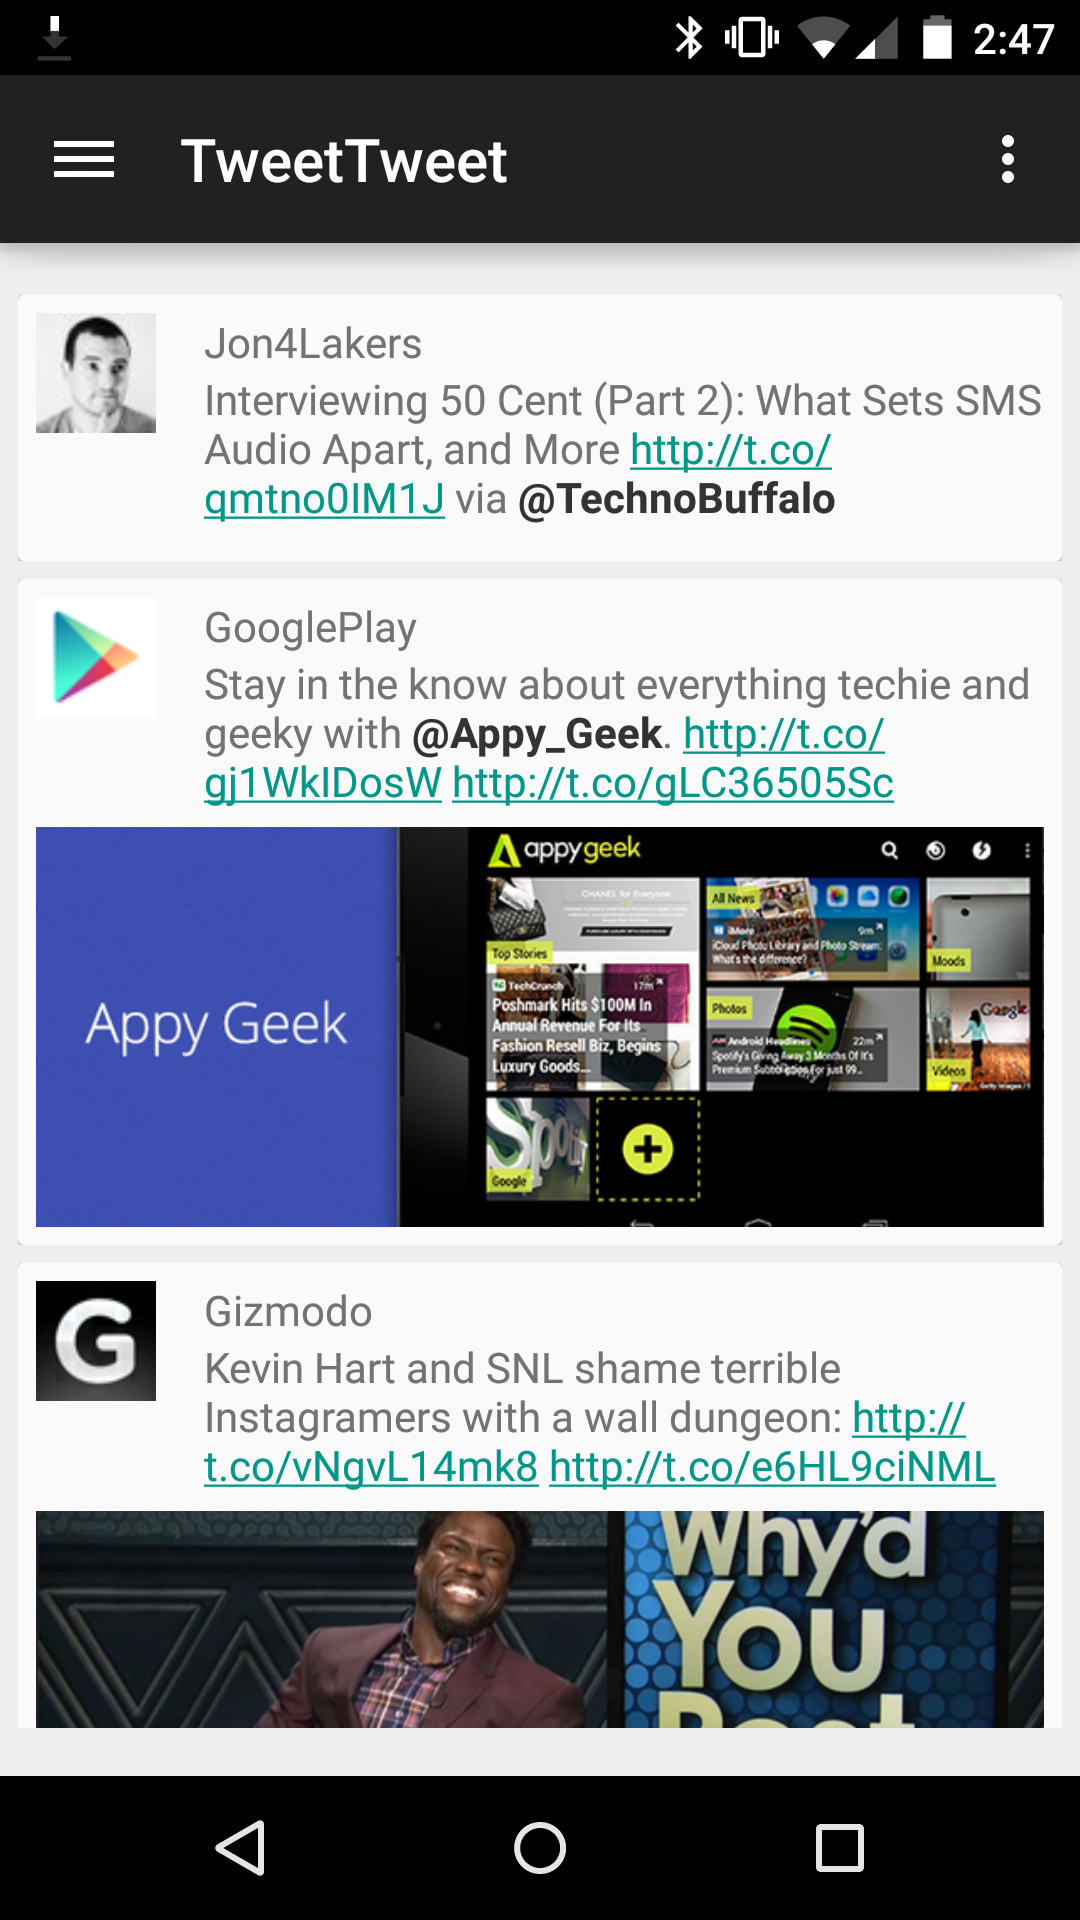 2:47
TweetTweet
Jon4Lakers
Interviewing 50 Cent (Part 2): What Sets SMS
Audio Apart, and More http://t.co/
qmtno0IM1J via @TechnoBuffalo
GooglePlay
Stay in the know about everything techie and
geeky with @Appy_Geek. http://t.co/
gj1WkIDosW http://t.co/gLC36505Sc
Appy Geek
appygeek
CHANEL for Everyone
Top Stories
TechCrunch 17m
Poshmark Hits $100M In
Annual Revenue For Its
Fashion Resell Biz, Begins
Luxury Goods...
All News
iMore 9m
iCloud Photo Library and Photo Stream:
What's the difference?
Moods
Photos
Android Headlines 22m
Spotify's Giving Away 3 Months Of It's
Premium Subscription For just 99...
Google
Videos
Spotify
Google
G
Gizmodo
Kevin Hart and SNL shame terrible
Instagramers with a wall dungeon: http://
t.co/vNgvL14mk8 http://t.co/e6HL9ciNML
Why'd
You
Post